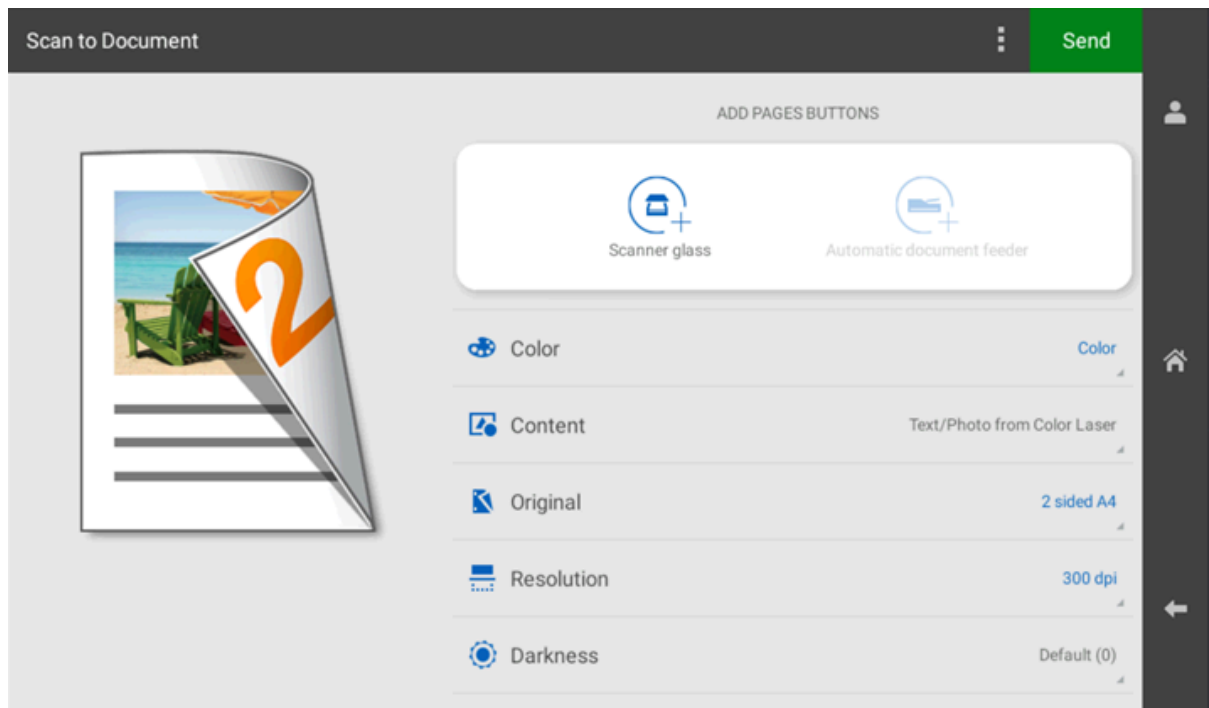 Scan to Document
Send
ADD PAGES BUTTONS
Scanner glass
Automatic document feeder
2
Color
Color
Content
Text/Photo from Color Laser
Original
2 sided A4
Resolution
300 dpi
Darkness
Default (0)